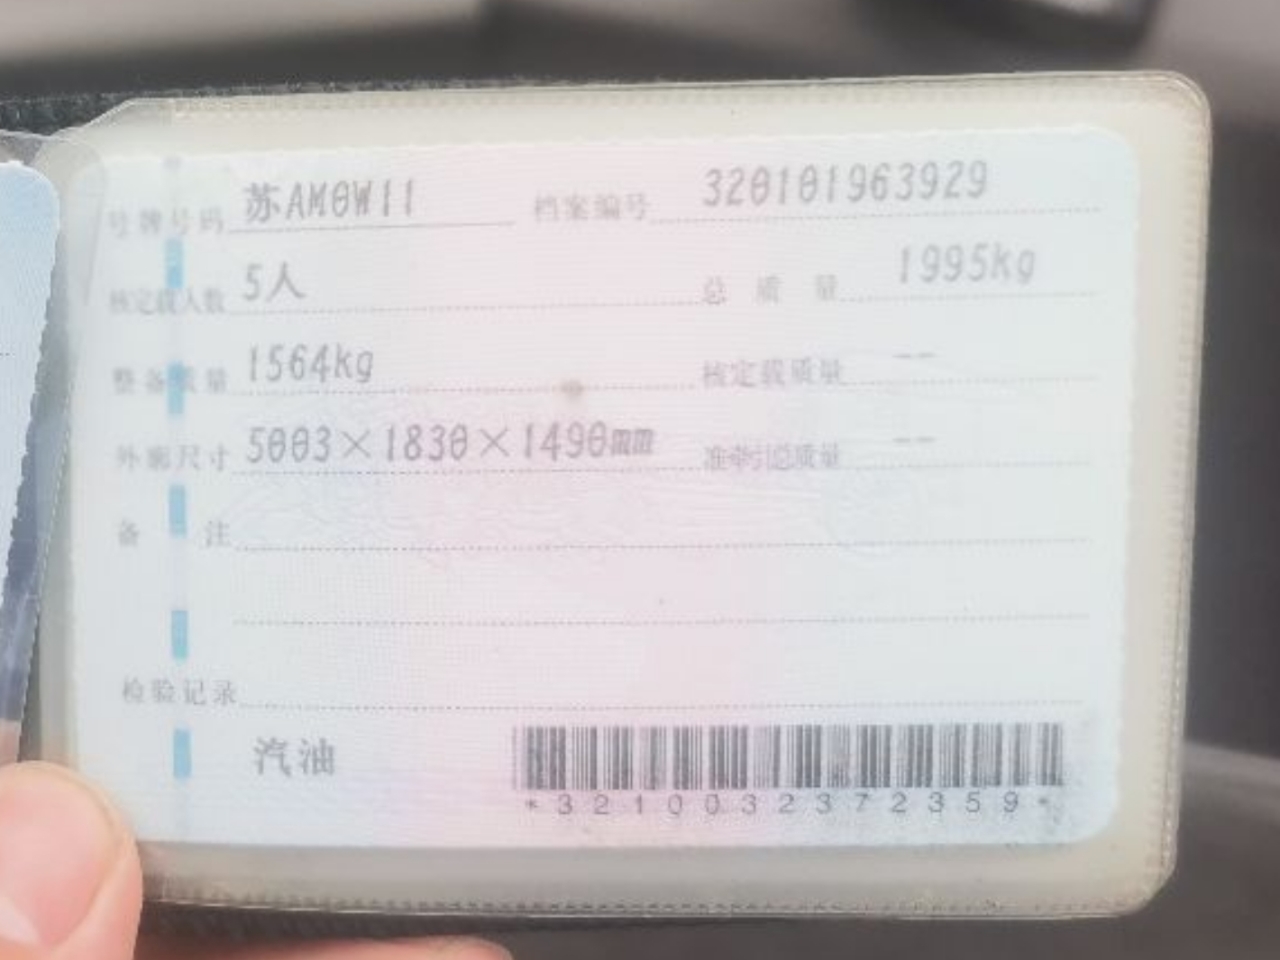 号牌号码 苏AM0W11 档案编号 320101963929
核定载人数 5人 总质量 1995kg
整备质量 1564kg 核定载质量 --
外廓尺寸 5003×1830×1490mm 准牵引总质量 --
备注
检验记录
汽油
*3210032372359*